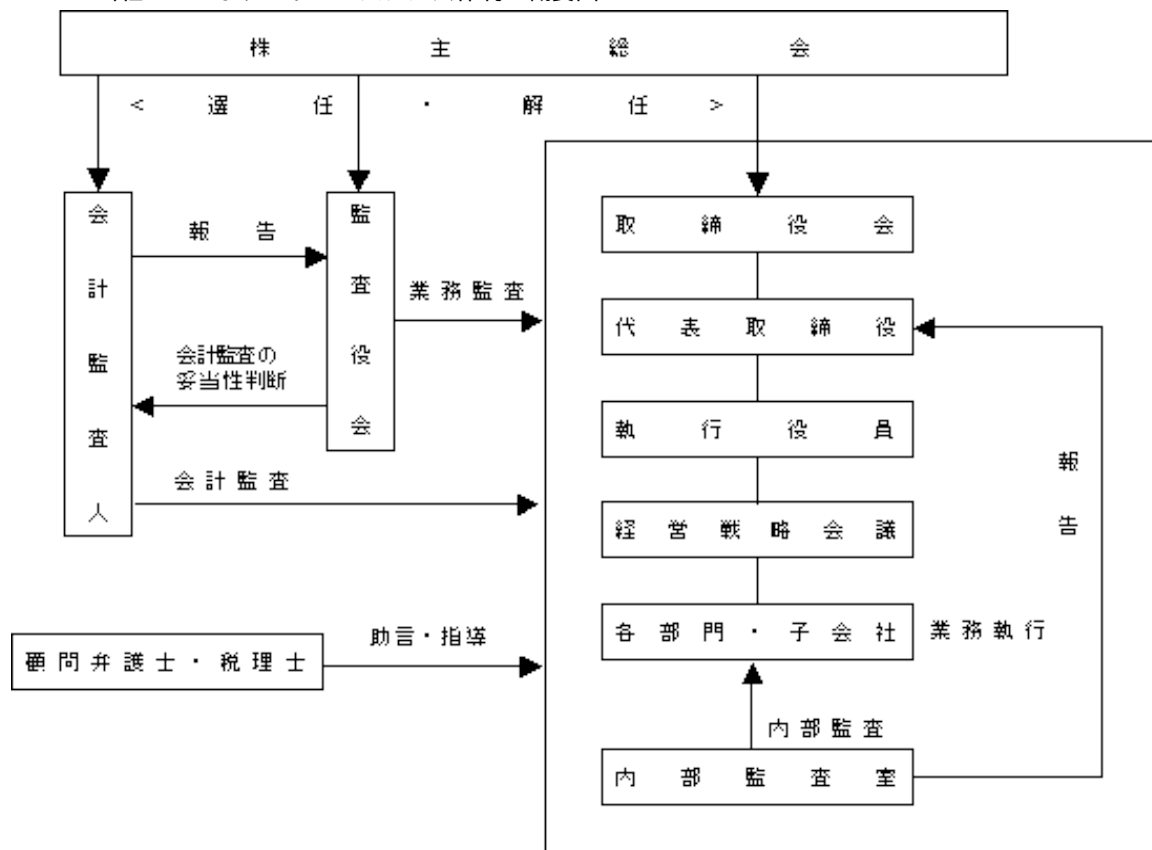 株主総会
<選任・解任>
会計監査人
報告
監査役会
業務監査
会計監査の
妥当性判断
会計監査
顧問弁護士・税理士
助言・指導
取締役会
代表取締役
執行役員
経営戦略会議
各部門・子会社
業務執行
内部監査
内部監査室
報告